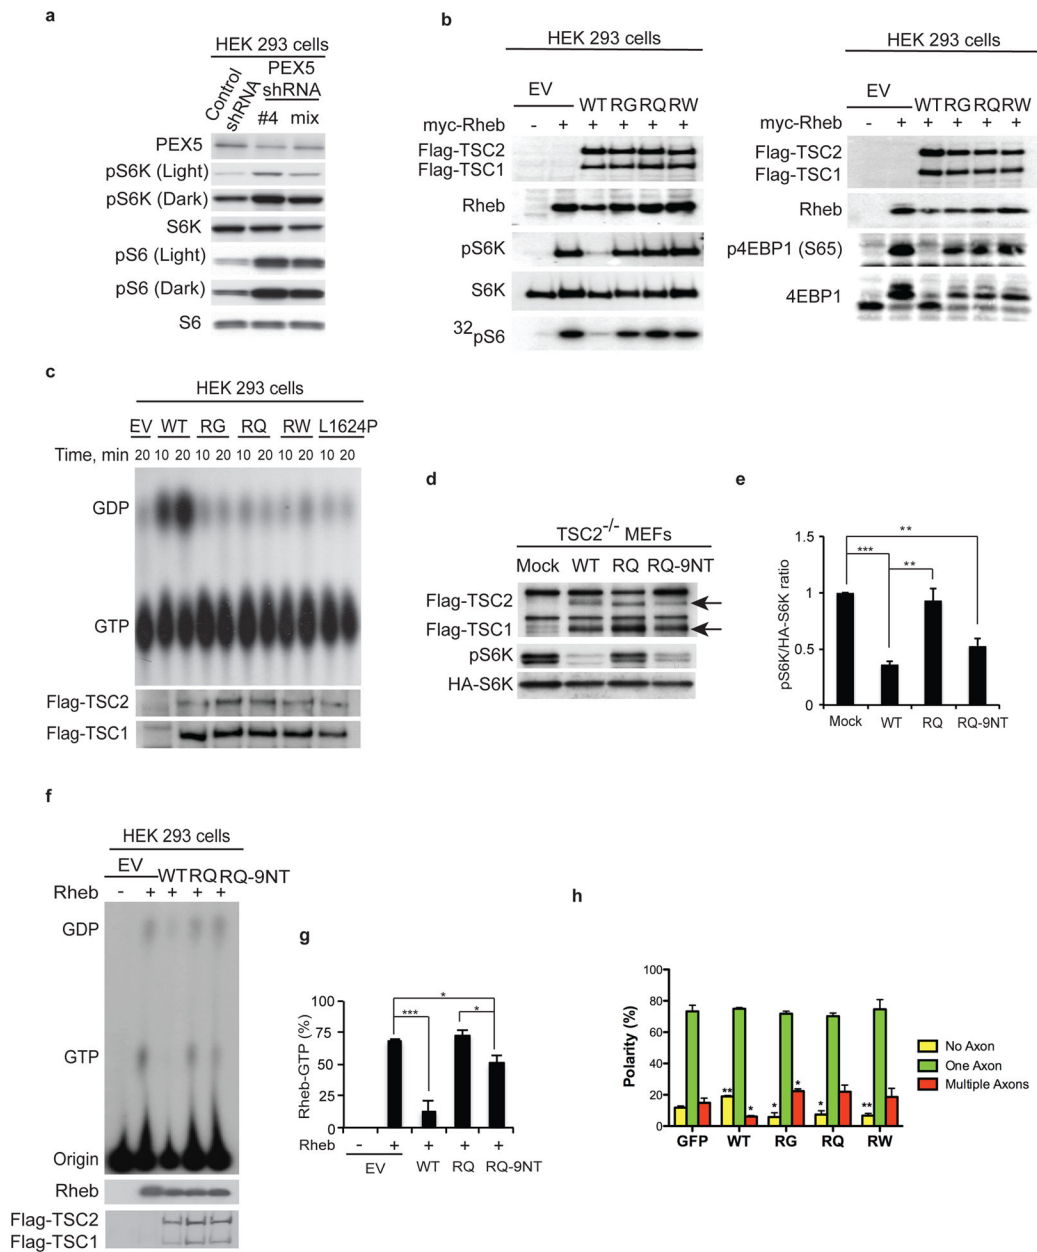 a
HEK 293 cells
Control shRNA
PEX5 shRNA
#4 mix
PEX5
pS6K (Light)
pS6K (Dark)
S6K
pS6 (Light)
pS6 (Dark)
S6
b
HEK 293 cells
EV
WT RG RQ RW
myc-Rheb - + + + + +
Flag-TSC2
Flag-TSC1
Rheb
pS6K
S6K
32pS6
HEK 293 cells
EV
WT RG RQ RW
myc-Rheb - + + + + +
Flag-TSC2
Flag-TSC1
Rheb
p4EBP1 (S65)
4EBP1
c
HEK 293 cells
EV WT RG RQ RW L1624P
Time, min 20 10 20 10 20 10 20 10 20 10 20
GDP
GTP
Flag-TSC2
Flag-TSC1
d
TSC2-/- MEFs
Mock WT RQ RQ-9NT
Flag-TSC2
Flag-TSC1
pS6K
HA-S6K
e
pS6K/HA-S6K ratio
1.5
1
0.5
0
**
*** **
Mock WT RQ RQ-9NT
f
HEK 293 cells
EV
WT RQ RQ-9NT
Rheb - + + + +
GDP
GTP
Origin
Rheb
Flag-TSC2
Flag-TSC1
g
Rheb-GTP (%)
100
75
50
25
0
*
*** *
Rheb - + + + +
EV WT RQ RQ-9NT
h
Polarity (%)
100
80
60
40
20
0
** * * * * **
GFP WT RG RQ RW
No Axon
One Axon
Multiple Axons